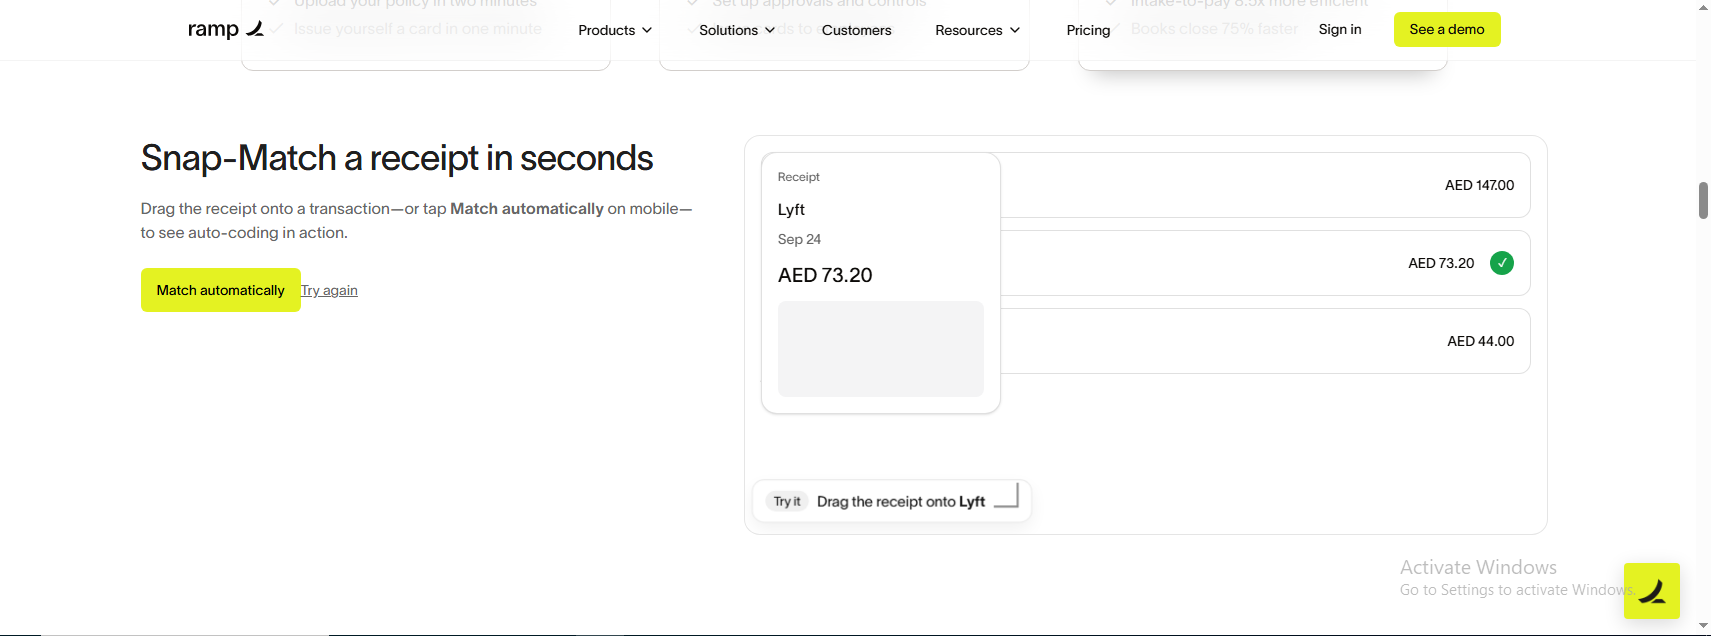 Upload your policy in two minutes
Set up approvals and controls
Intake-to-pay 8.5x more efficient
ramp
Products
Solutions
Customers
Resources
Pricing
Sign in
See a demo
Issue yourself a card in one minute
Books close 75% faster
Snap-Match a receipt in seconds
Drag the receipt onto a transaction—or tap Match automatically on mobile—
to see auto-coding in action.
Match automatically
Try again
Receipt
Lyft
Sep 24
AED 73.20
AED 147.00
AED 73.20
AED 44.00
Try it
Drag the receipt onto Lyft
Activate Windows
Go to Settings to activate Windows.